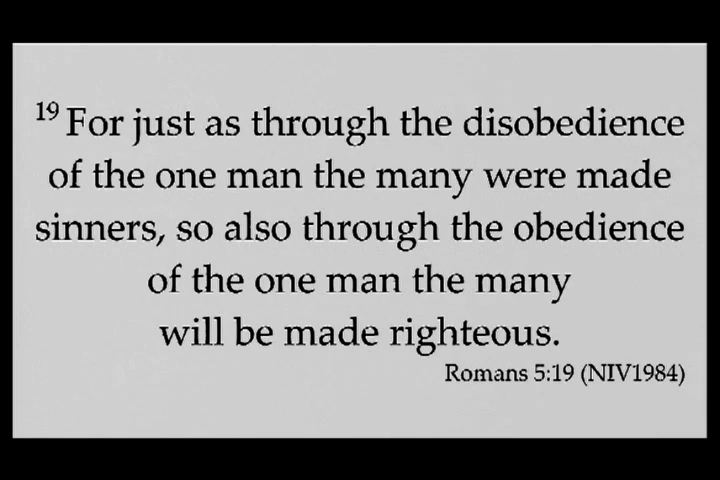 19 For just as through the disobedience
of the one man the many were made
sinners, so also through the obedience
of the one man the many
will be made righteous.
Romans 5:19 (NIV1984)